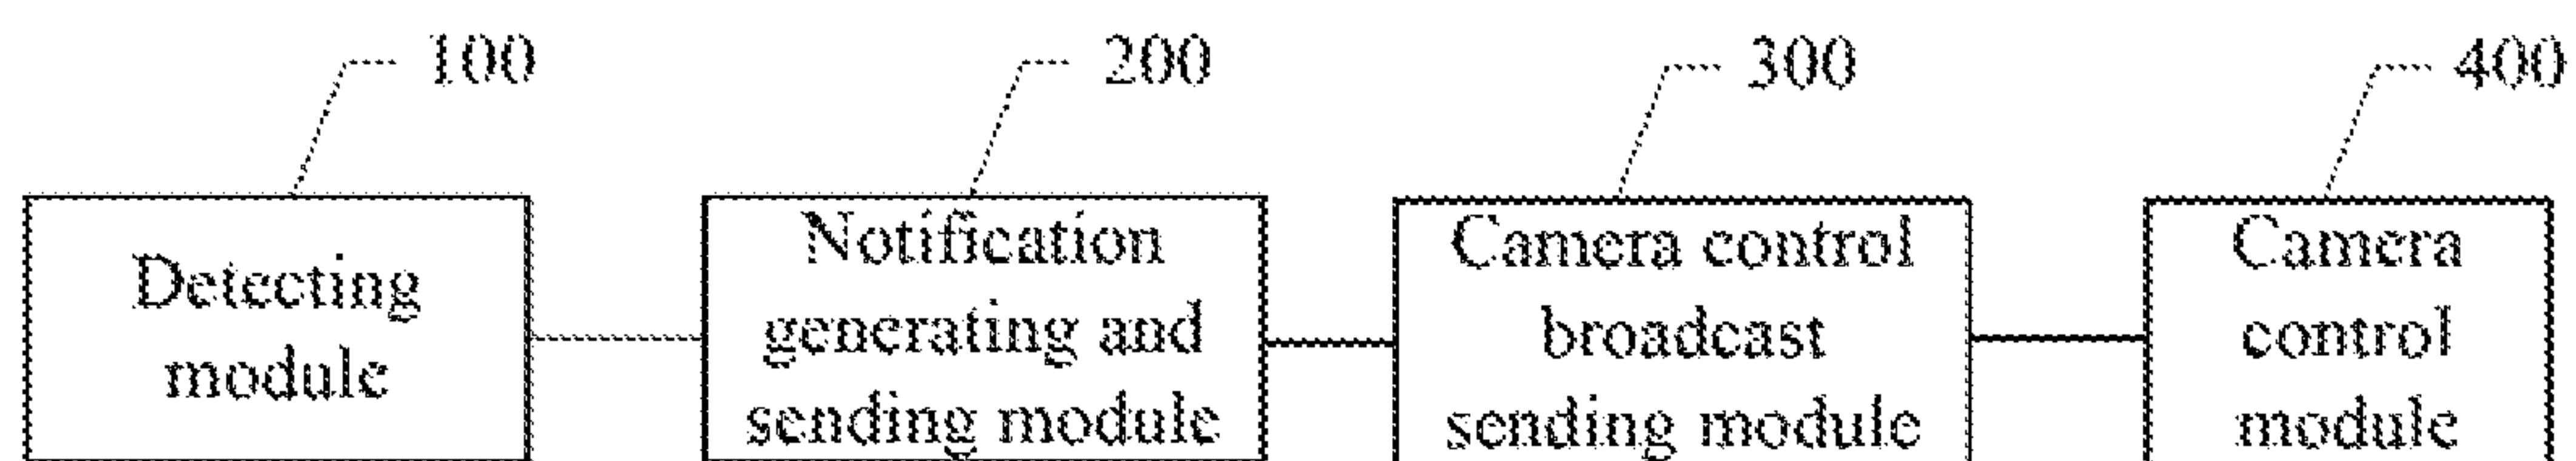 100
200
300
400
Detecting
module
Notification
generating and
sending module
Camera control
broadcast
sending module
Camera
control
module